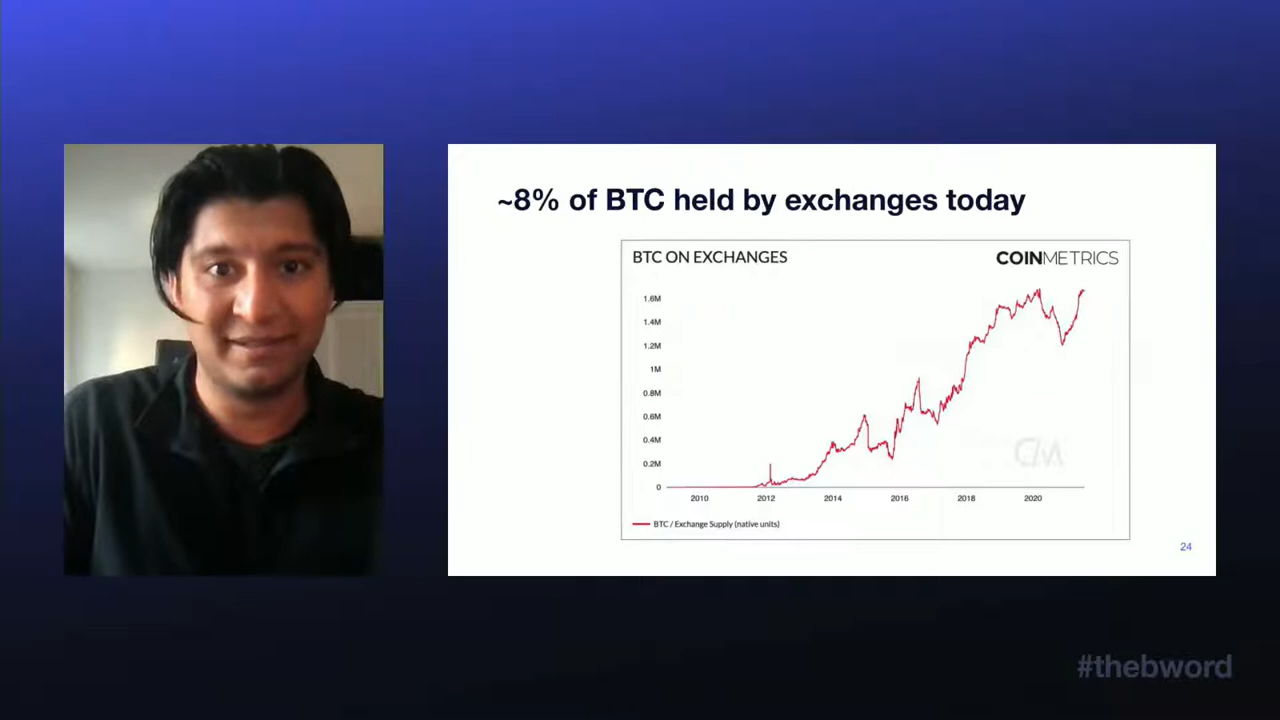 ~8% of BTC held by exchanges today
BTC ON EXCHANGES
COINMETRICS
1.6M
1.4M
1.2M
1M
0.8M
0.6M
0.4M
0.2M
0
2010 2012 2014 2016 2018 2020
CM
BTC / Exchange Supply (native units)
24
#thebword